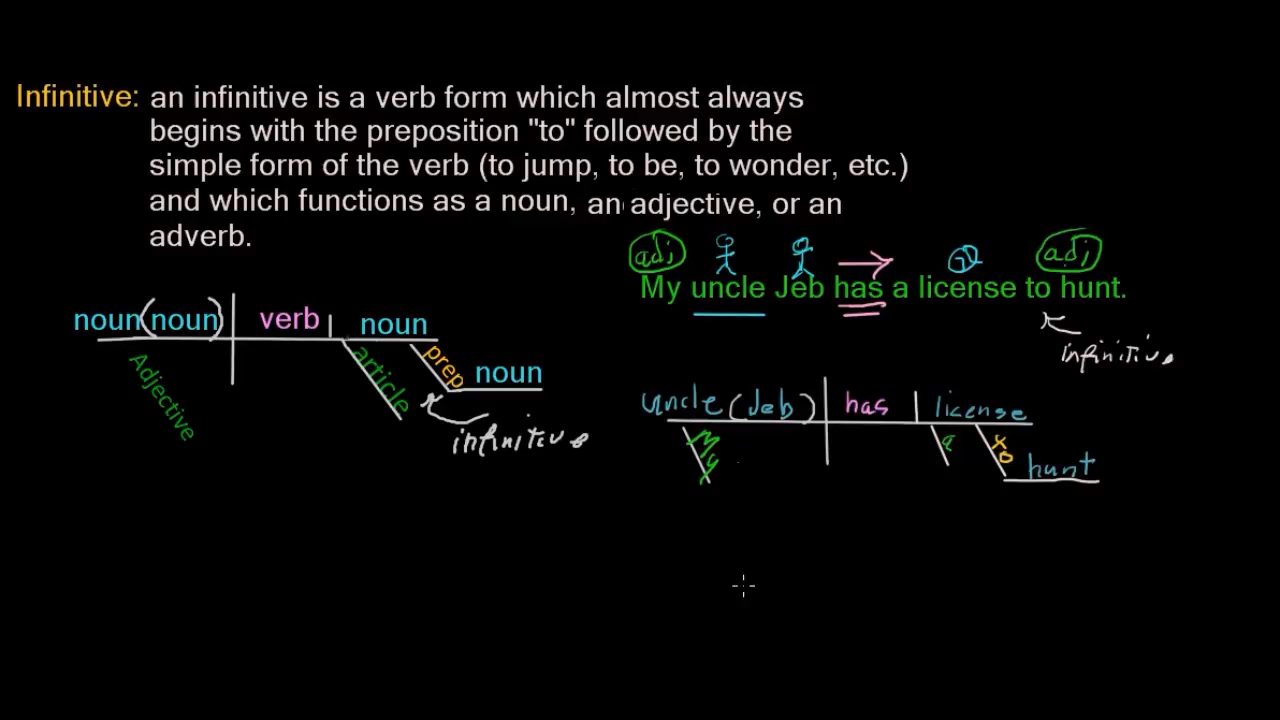 Infinitive: an infinitive is a verb form which almost always
begins with the preposition "to" followed by the
simple form of the verb (to jump, to be, to wonder, etc.)
and which functions as a noun, an adjective, or an
adverb.
adj adj
My uncle Jeb has a license to hunt.
infinitive
noun(noun) verb noun
Adjective article prep noun
infinitive
uncle (Jeb) has license
My a to hunt